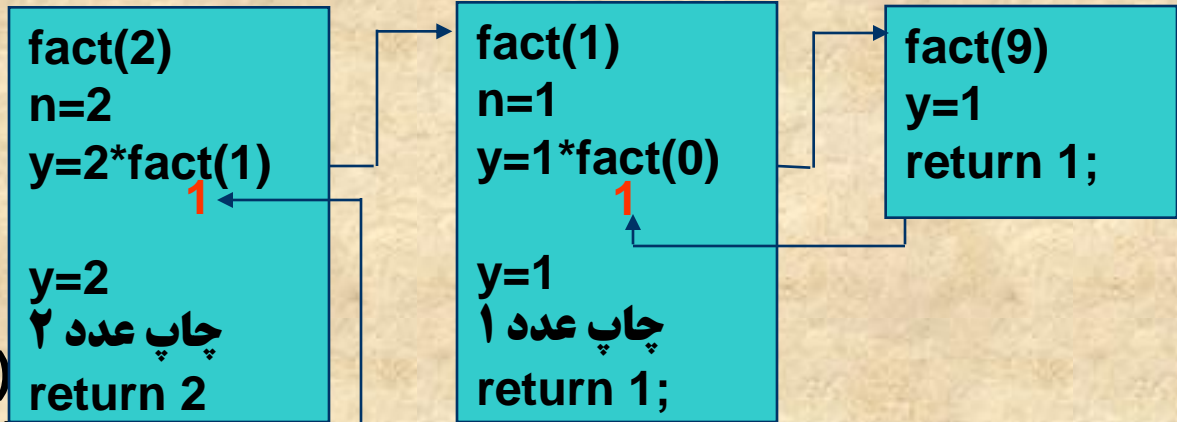 fact(2)
n=2
y=2*fact(1)
1
y=2
چاپ عدد ۲
return 2
fact(1)
n=1
y=1*fact(0)
1
y=1
چاپ عدد ۱
return 1;
fact(9)
y=1
return 1;
)